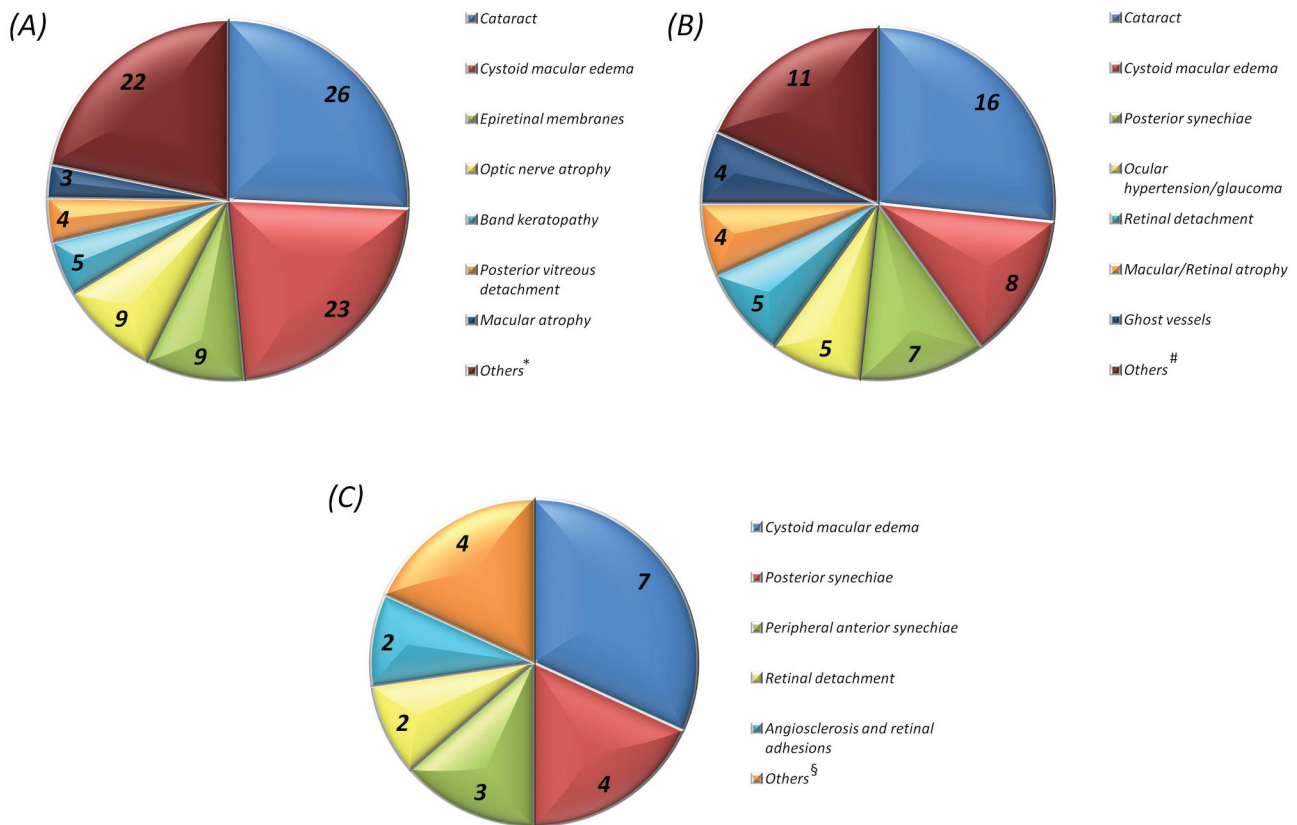 (A)
22
26
3
4
5
9
9
23
Cataract
Cystoid macular edema
Epiretinal membranes
Optic nerve atrophy
Band keratopathy
Posterior vitreous
detachment
Macular atrophy
Others*
(B)
11
16
4
4
5
5
7
8
Cataract
Cystoid macular edema
Posterior synechiae
Ocular
hypertension/glaucoma
Retinal detachment
Macular/Retinal atrophy
Ghost vessels
Others#
(C)
4
7
2
2
3
4
Cystoid macular edema
Posterior synechiae
Peripheral anterior synechiae
Retinal detachment
Angiosclerosis and retinal
adhesions
Others§